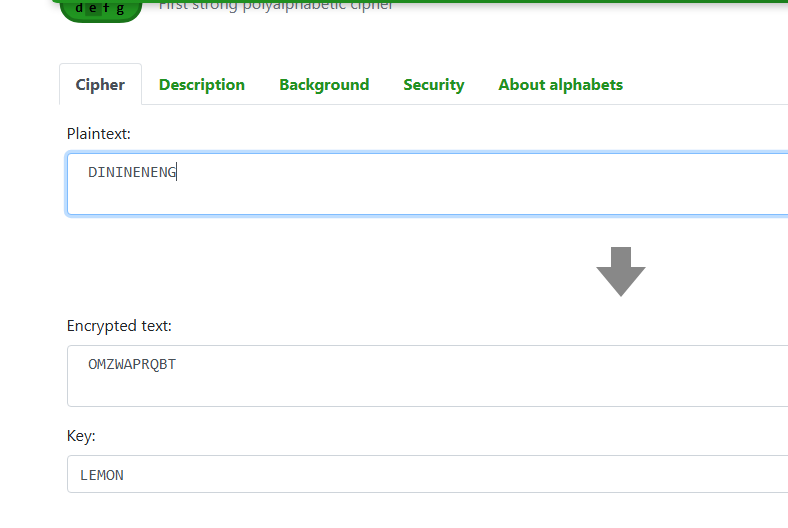 d e f g First strong polyalphabetic cipher
Cipher Description Background Security About alphabets
Plaintext:
DININENENG
Encrypted text:
OMZWAPRQBT
Key:
LEMON